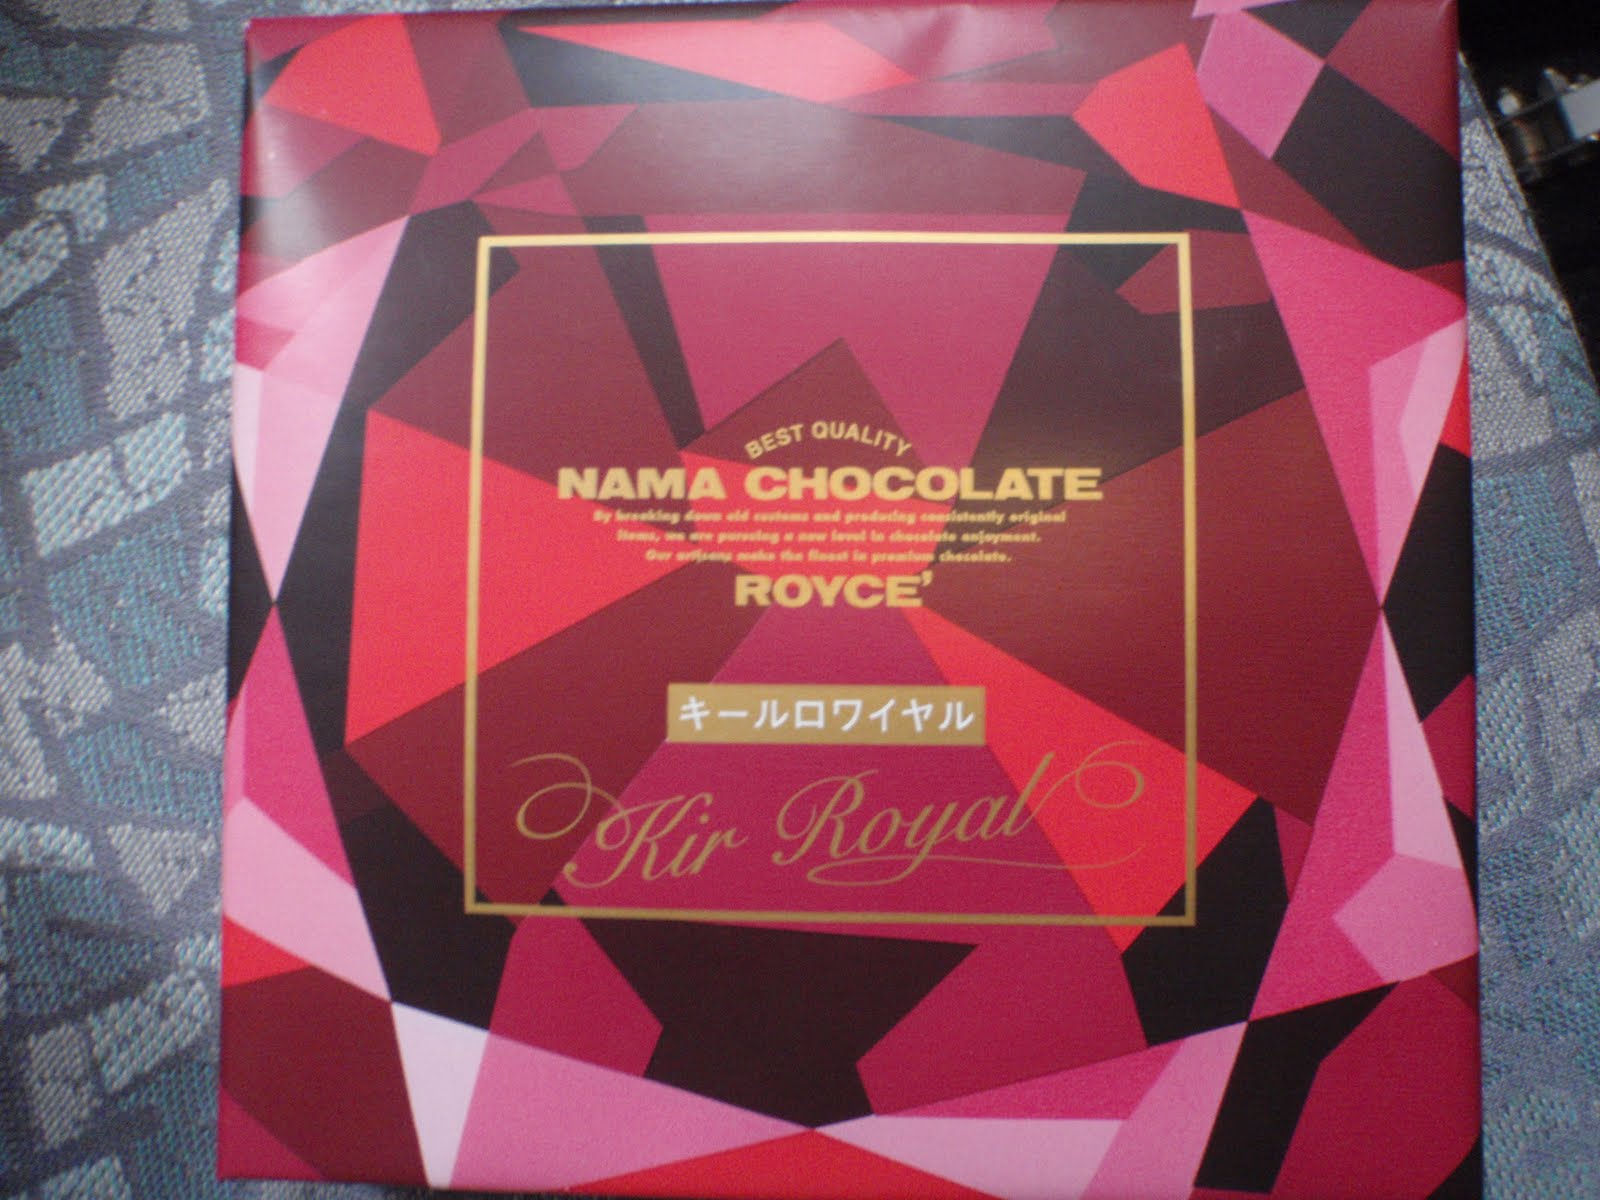 BEST QUALITY
NAMA CHOCOLATE
By breaking down old customs and producing consistently original
items, we are pursuing a new level in chocolate enjoyment.
Our artisans make the finest in premium chocolate.
ROYCE'
キールロワイヤル
Kir Royal